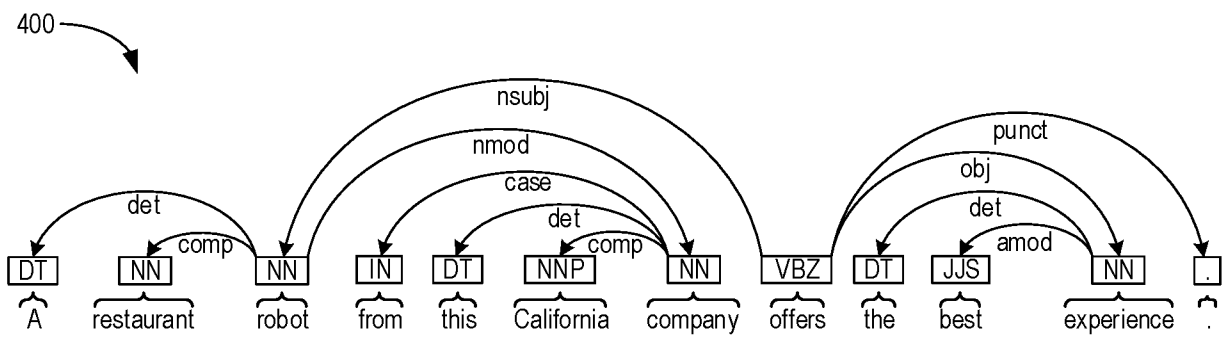 400
nsubj
punct
nmod
obj
case
det
det
det
comp
comp
amod
DT NN NN IN DT NNP NN VBZ DT JJS NN .
A restaurant robot from this California company offers the best experience .